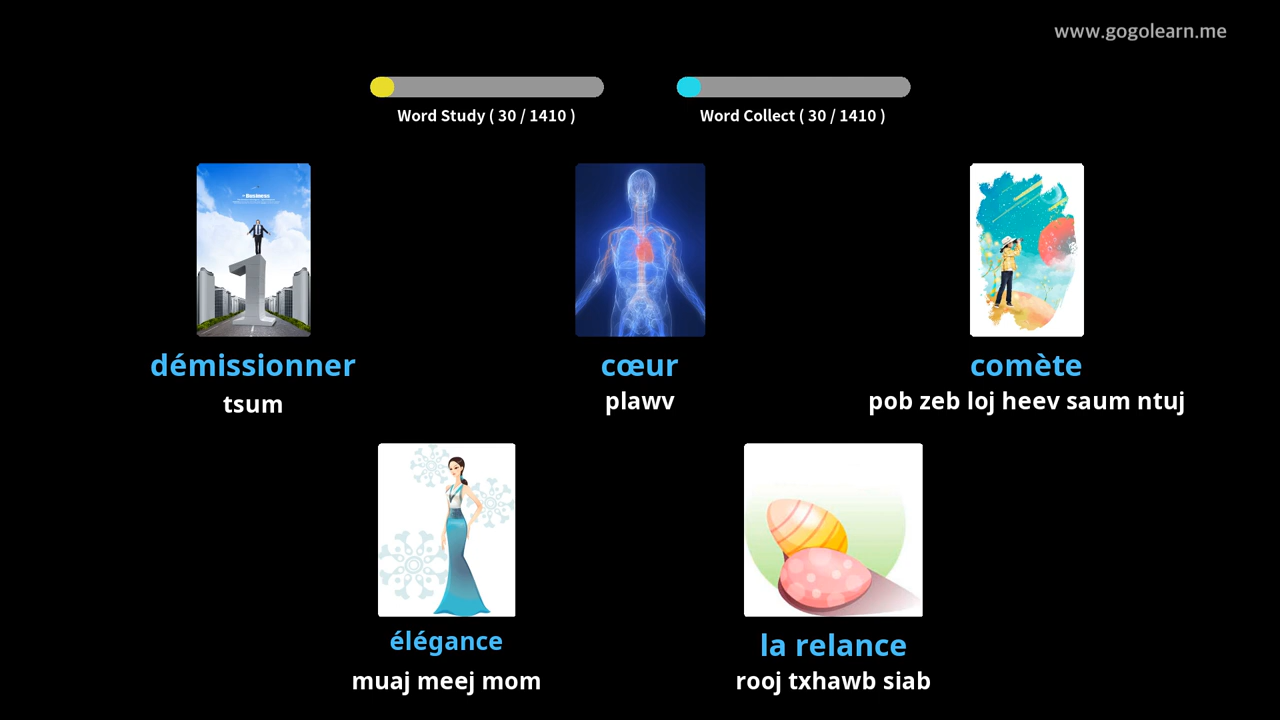 www.gogolearn.me
Word Study ( 30 / 1410 )
Word Collect ( 30 / 1410 )
Business
démissionner
tsum
cœur
plawv
comète
pob zeb loj heev saum ntuj
élégance
muaj meej mom
la relance
rooj txhawb siab